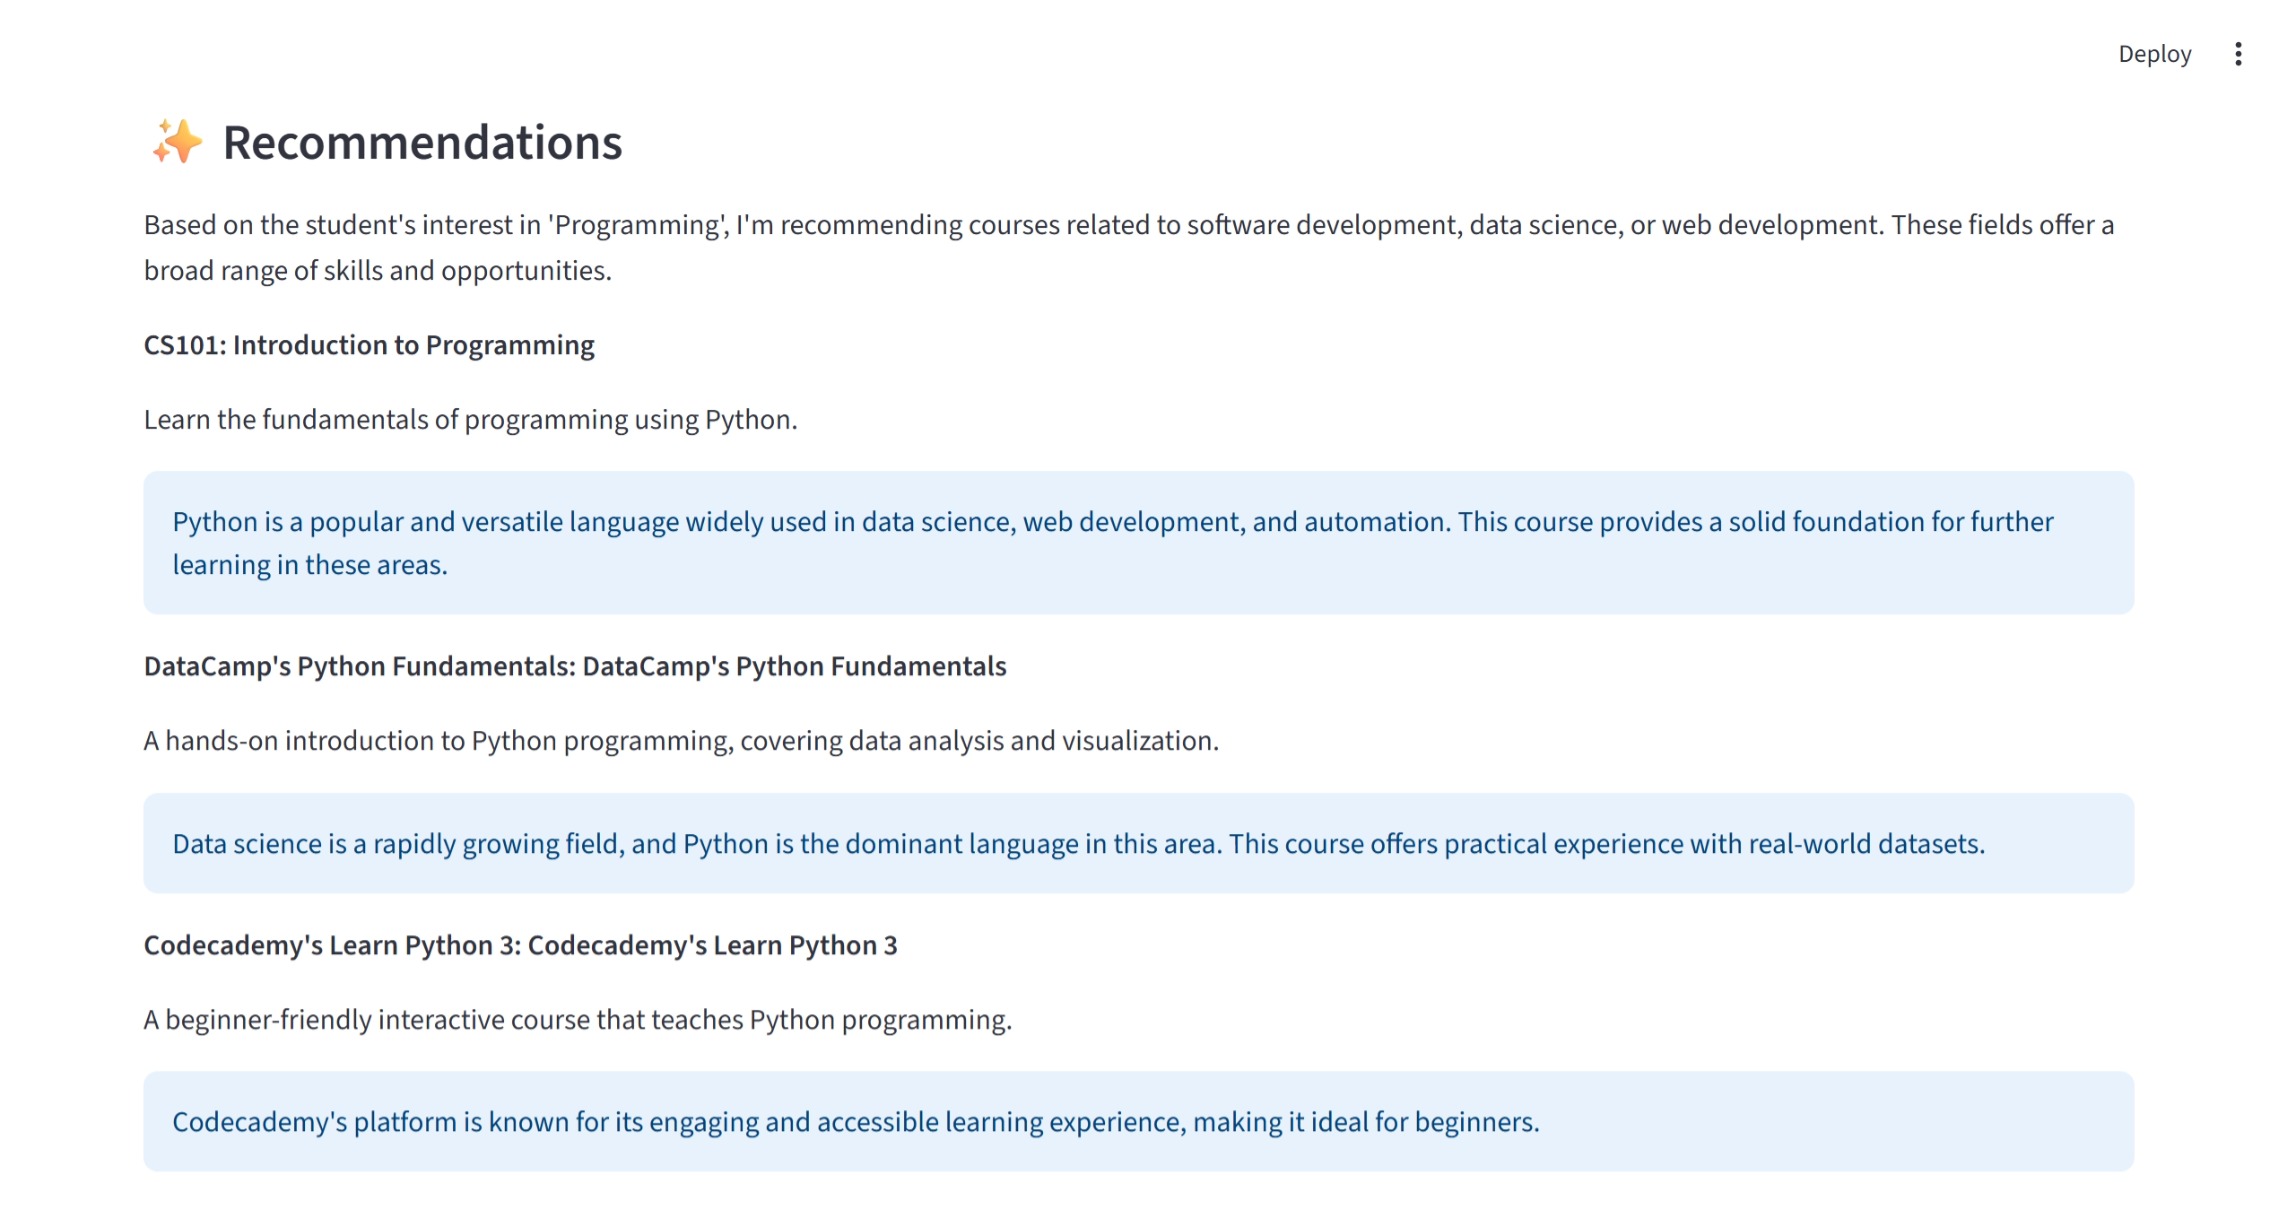 Deploy
✨ Recommendations
Based on the student's interest in 'Programming', I'm recommending courses related to software development, data science, or web development. These fields offer a
broad range of skills and opportunities.
CS101: Introduction to Programming
Learn the fundamentals of programming using Python.
Python is a popular and versatile language widely used in data science, web development, and automation. This course provides a solid foundation for further
learning in these areas.
DataCamp's Python Fundamentals: DataCamp's Python Fundamentals
A hands-on introduction to Python programming, covering data analysis and visualization.
Data science is a rapidly growing field, and Python is the dominant language in this area. This course offers practical experience with real-world datasets.
Codecademy's Learn Python 3: Codecademy's Learn Python 3
A beginner-friendly interactive course that teaches Python programming.
Codecademy's platform is known for its engaging and accessible learning experience, making it ideal for beginners.